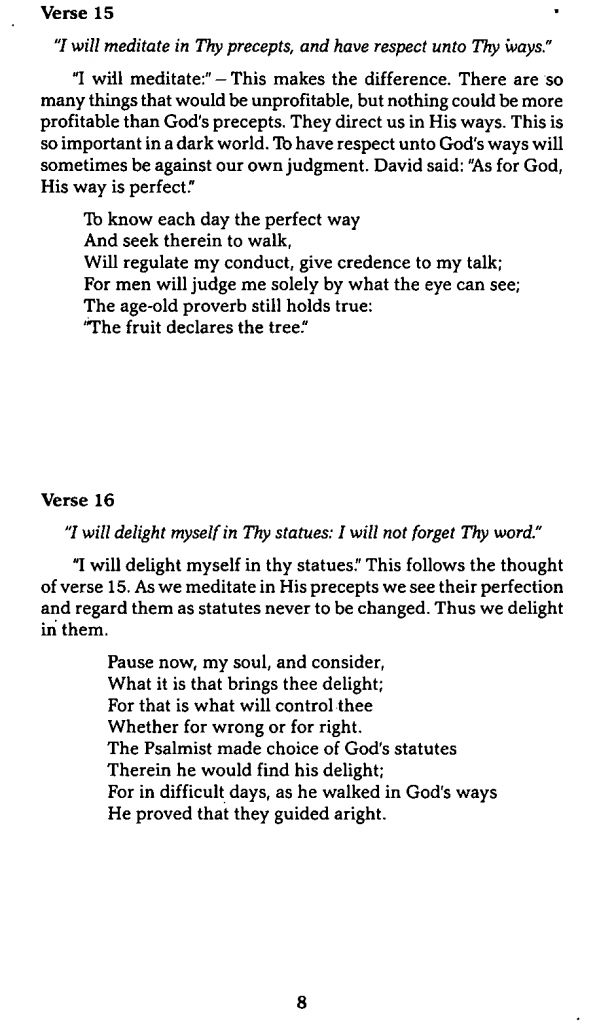 Verse 15
"I will meditate in Thy precepts, and have respect unto Thy ways."
"I will meditate:" – This makes the difference. There are so
many things that would be unprofitable, but nothing could be more
profitable than God's precepts. They direct us in His ways. This is
so important in a dark world. To have respect unto God's ways will
sometimes be against our own judgment. David said: "As for God,
His way is perfect."
To know each day the perfect way
And seek therein to walk,
Will regulate my conduct, give credence to my talk;
For men will judge me solely by what the eye can see;
The age-old proverb still holds true:
"The fruit declares the tree."
Verse 16
"I will delight myself in Thy statues: I will not forget Thy word."
"I will delight myself in thy statues." This follows the thought
of verse 15. As we meditate in His precepts we see their perfection
and regard them as statutes never to be changed. Thus we delight
in them.
Pause now, my soul, and consider,
What it is that brings thee delight;
For that is what will control thee
Whether for wrong or for right.
The Psalmist made choice of God's statutes
Therein he would find his delight;
For in difficult days, as he walked in God's ways
He proved that they guided aright.
8